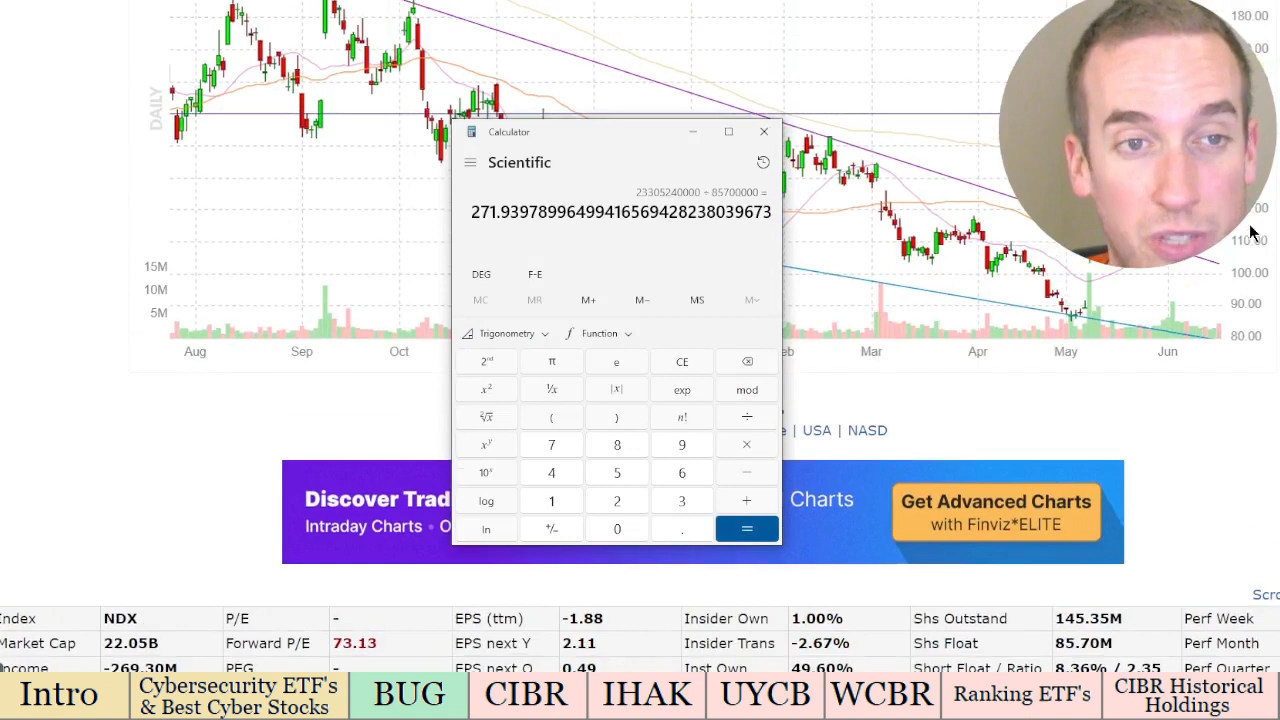 180.00
DAILY
Calculator
Scientific
23305240000 ÷ 85700000 =
271.93978996499416569428238039673
110.00
DEG F-E
15M
100.00
10M
MC MR M+ M− MS M
90.00
5M
Trigonometry f Function
80.00
Aug Sep Oct Mar Apr May Jun
2nd π e CE
x² ¹/x |x| exp mod
²√x ( ) n! ÷
| USA | NASD
xʸ 7 8 9 ×
10ˣ 4 5 6 −
Discover Trad Charts
log 1 2 3 +
Get Advanced Charts
Intraday Charts •
with Finviz*ELITE
ln +/− 0 . =
Index NDX P/E - EPS (ttm) -1.88 Insider Own 1.00% Shs Outstand 145.35M Perf Week
Market Cap 22.05B Forward P/E 73.13 EPS next Y 2.11 Insider Trans -2.67% Shs Float 85.70M Perf Month
Income -269.30M PEG - EPS next Q 0.49 Inst Own 49.60% Short Float / Ratio 8.36% / 2.35 Perf Quarter
Intro
Cybersecurity ETF's
& Best Cyber Stocks
BUG
CIBR
IHAK
UYCB
WCBR
Ranking ETF's
CIBR Historical
Holdings